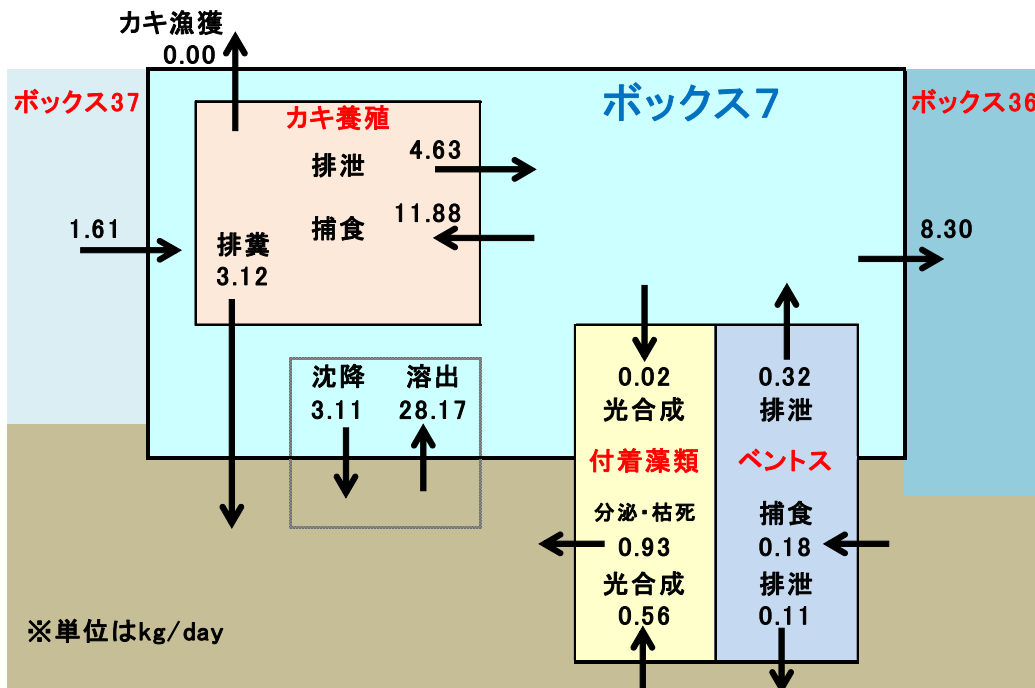 カキ漁獲
0.00
ボックス37
ボックス7
ボックス36
カキ養殖
排泄
4.63
捕食
11.88
1.61
排糞
3.12
8.30
沈降
3.11
溶出
28.17
0.02
光合成
付着藻類
分泌・枯死
0.93
光合成
0.56
0.32
排泄
ベントス
捕食
0.18
排泄
0.11
※単位はkg/day